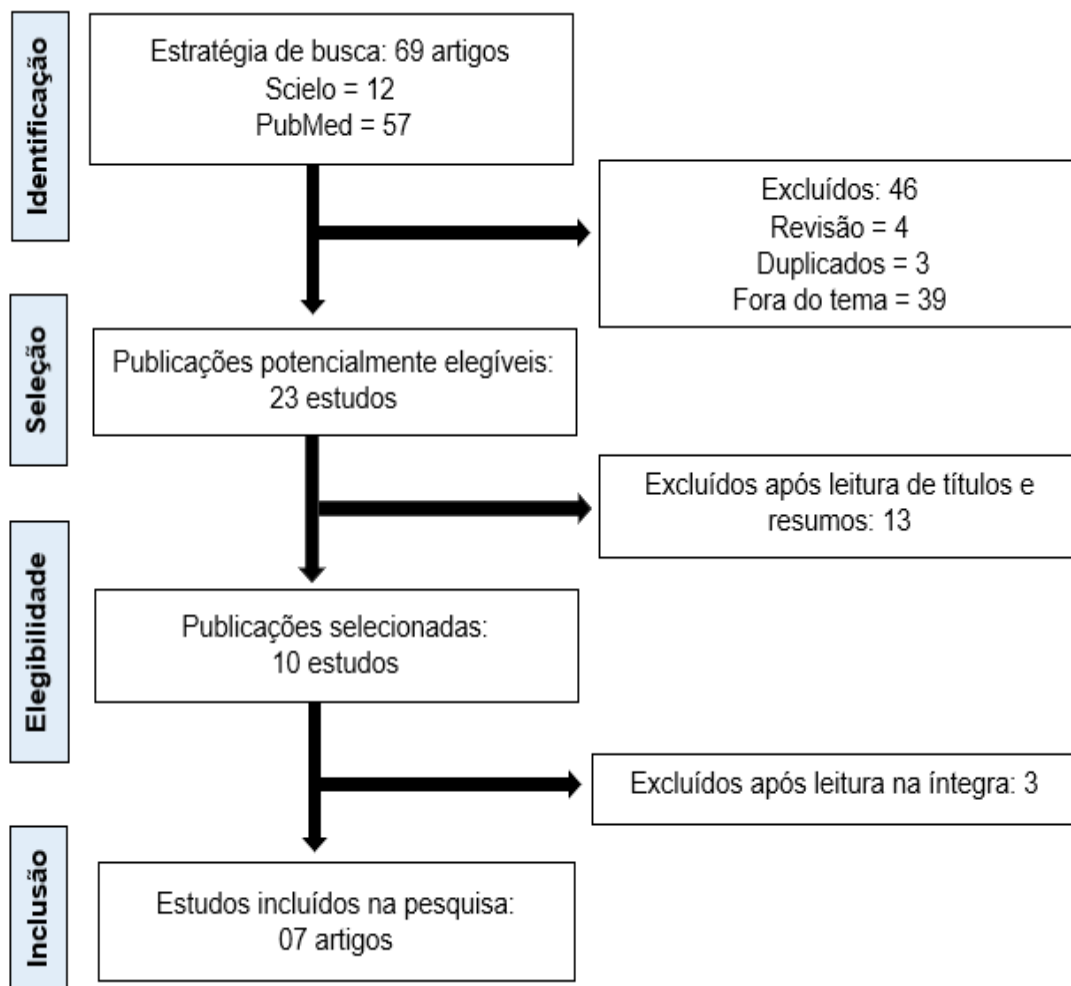 Identificação
Estratégia de busca: 69 artigos
Scielo = 12
PubMed = 57
Excluídos: 46
Revisão = 4
Duplicados = 3
Fora do tema = 39
Seleção
Publicações potencialmente elegíveis:
23 estudos
Excluídos após leitura de títulos e
resumos: 13
Elegibilidade
Publicações selecionadas:
10 estudos
Excluídos após leitura na íntegra: 3
Inclusão
Estudos incluídos na pesquisa:
07 artigos